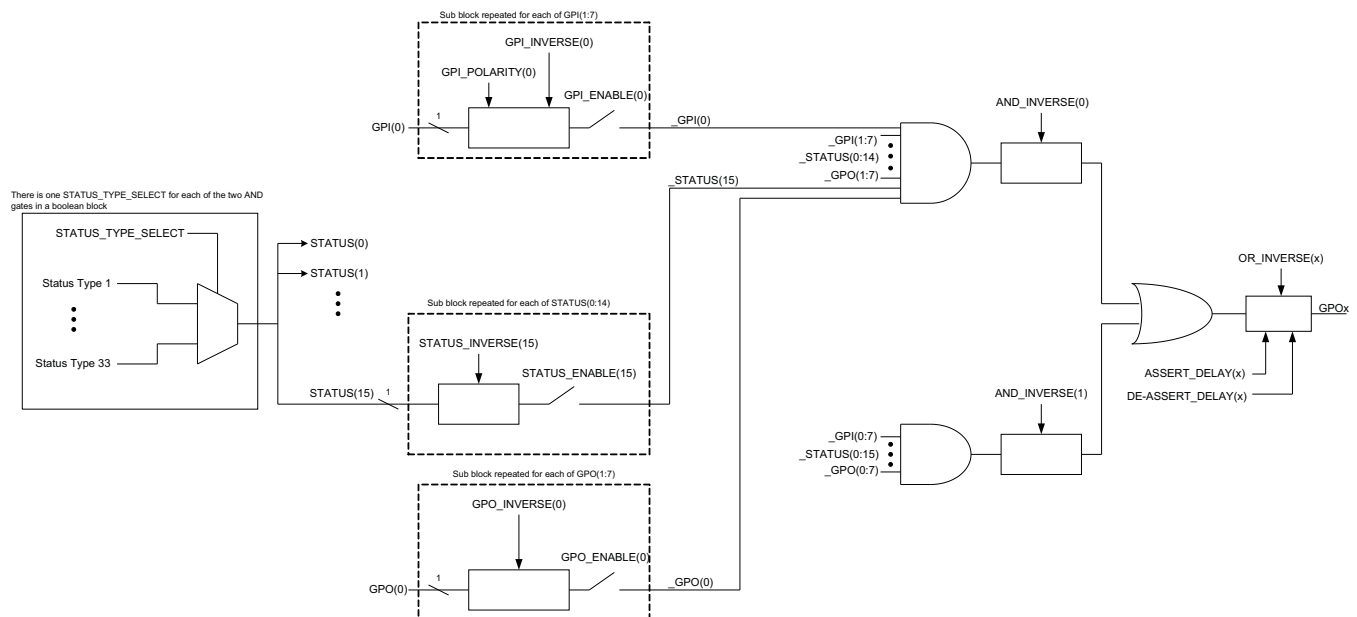 Sub block repeated for each of GPI(1:7)
GPI_INVERSE(0)
GPI_POLARITY(0)
GPI_ENABLE(0)
GPI(0)
1
_GPI(0)
_GPI(1:7)
_STATUS(0:14)
_GPO(1:7)
AND_INVERSE(0)
_STATUS(15)
There is one STATUS_TYPE_SELECT for each of the two AND
gates in a boolean block
STATUS_TYPE_SELECT
Status Type 1
Status Type 33
STATUS(0)
STATUS(1)
Sub block repeated for each of STATUS(0:14)
STATUS_INVERSE(15)
STATUS_ENABLE(15)
STATUS(15)
1
OR_INVERSE(x)
GPOx
ASSERT_DELAY(x)
DE-ASSERT_DELAY(x)
AND_INVERSE(1)
_GPI(0:7)
_STATUS(0:15)
_GPO(0:7)
Sub block repeated for each of GPO(1:7)
GPO_INVERSE(0)
GPO_ENABLE(0)
GPO(0)
1
_GPO(0)